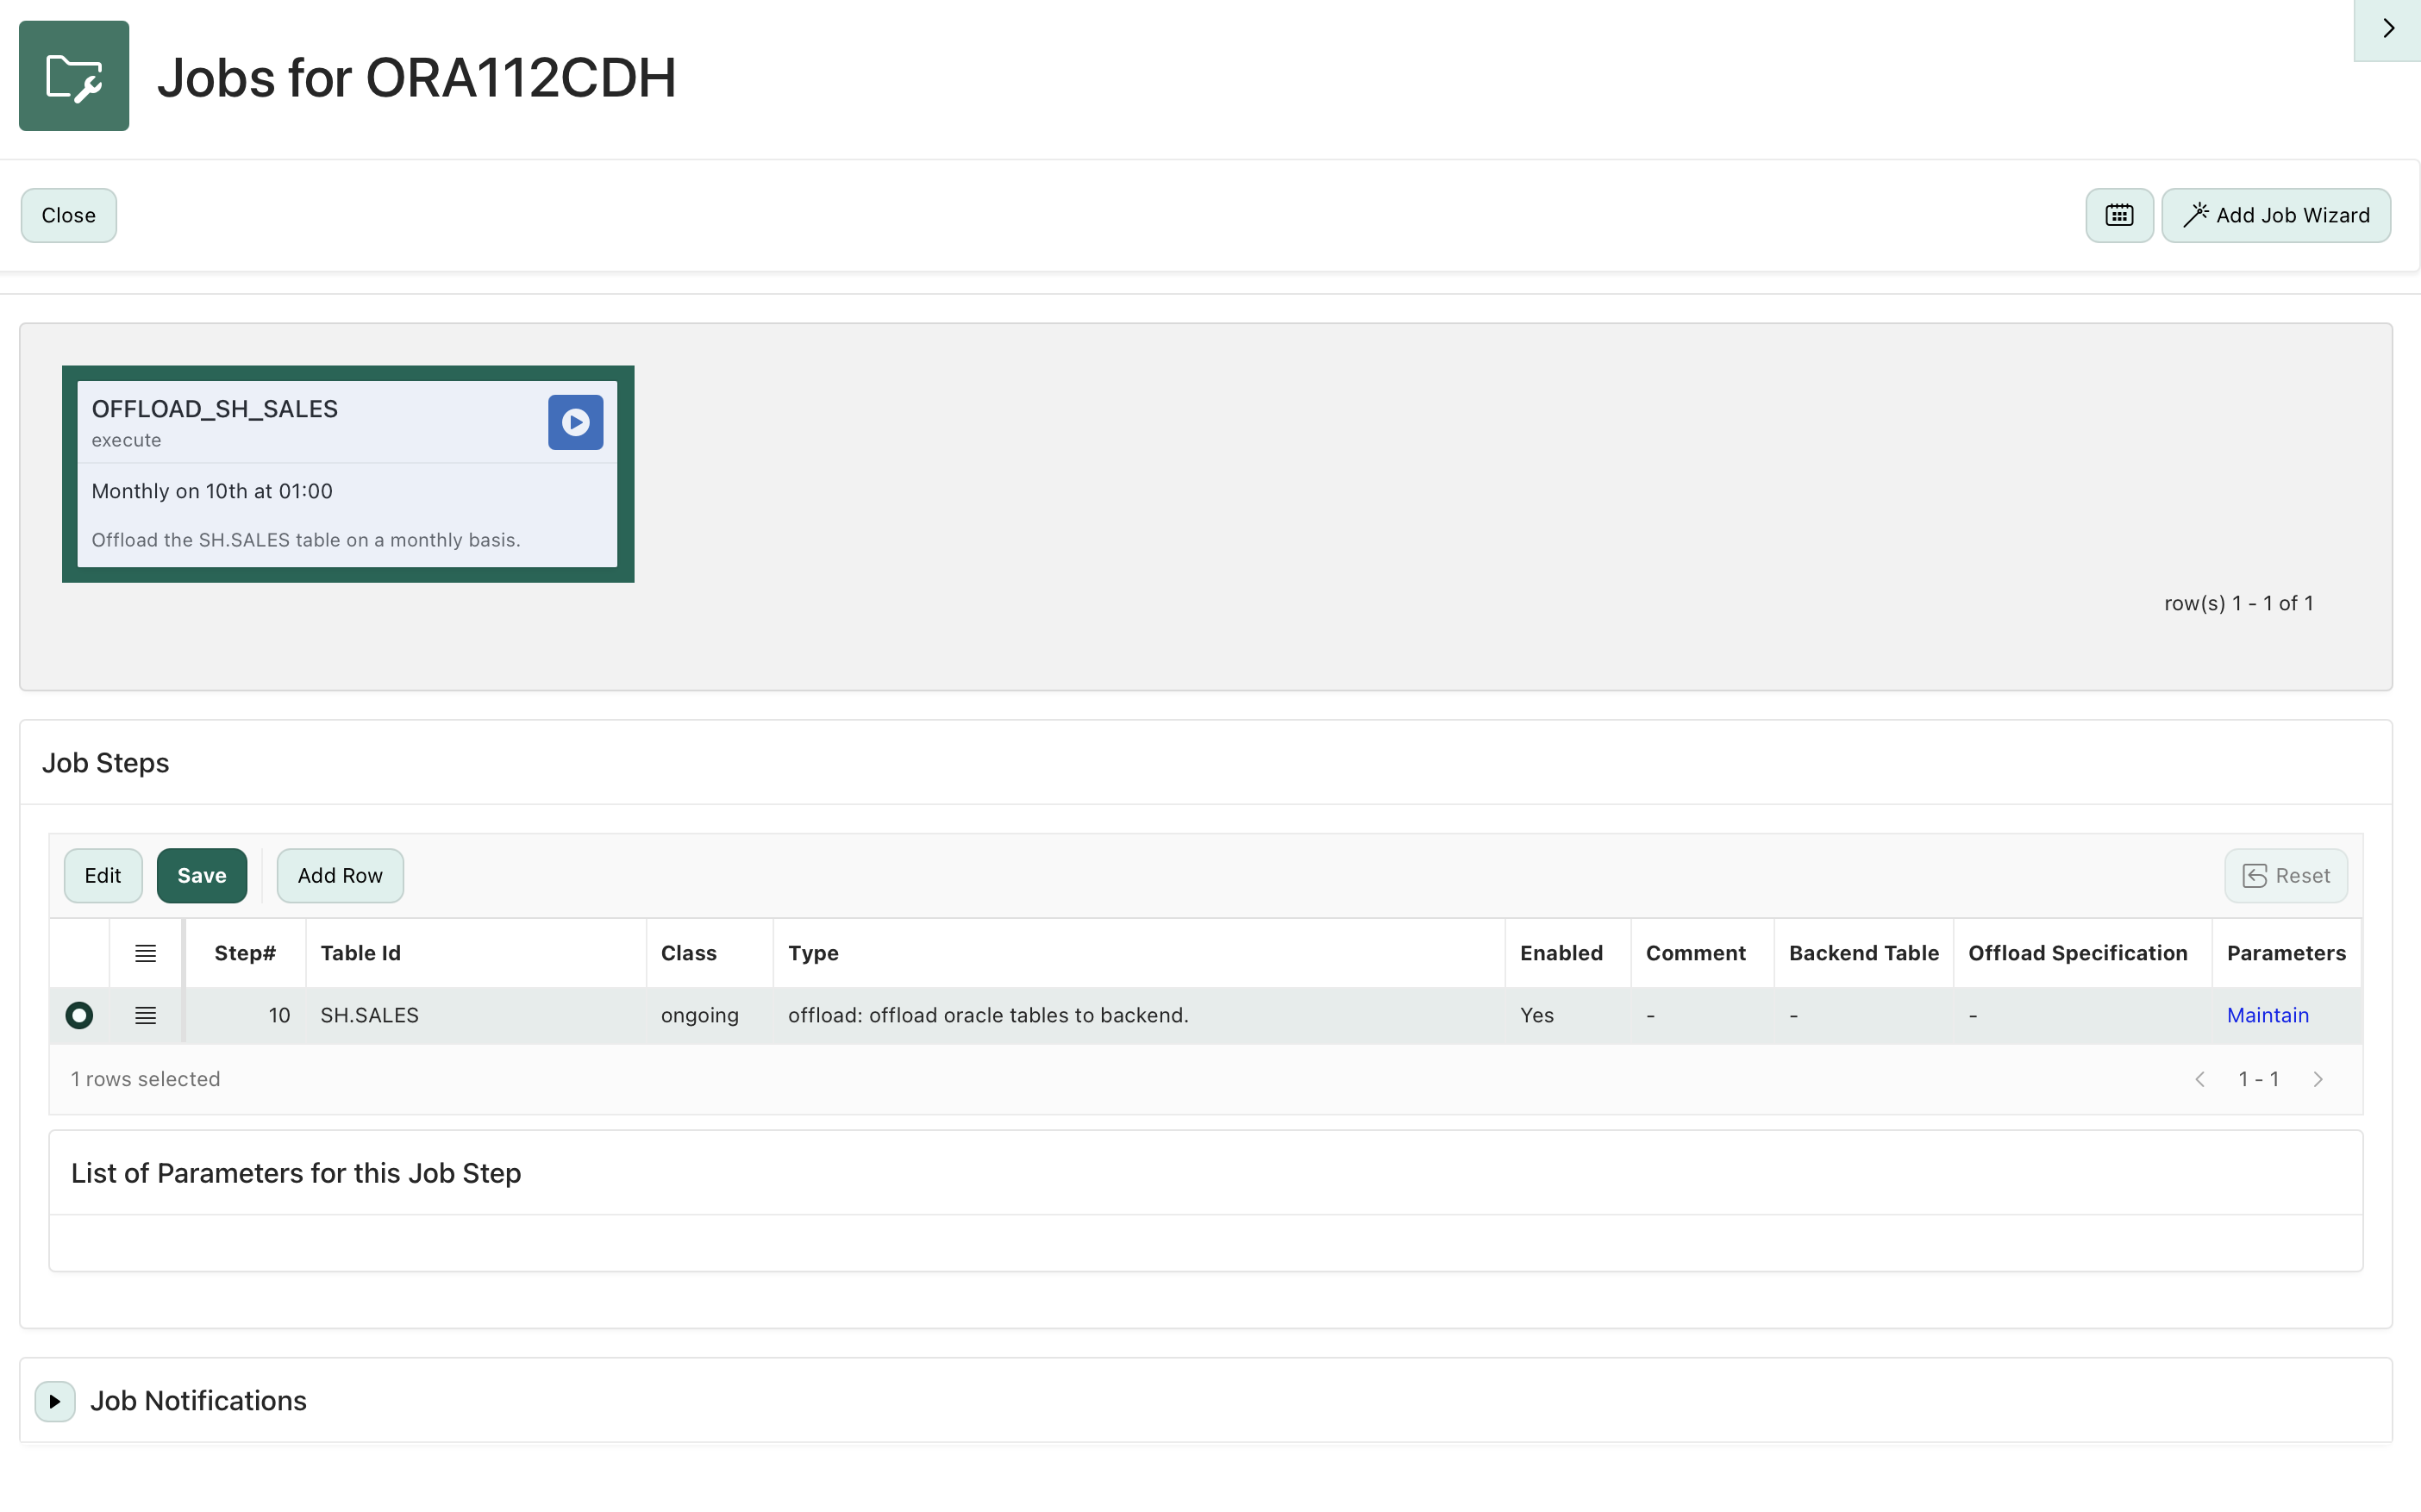 Jobs for ORA112CDH
Close
Add Job Wizard
OFFLOAD_SH_SALES
execute
Monthly on 10th at 01:00
Offload the SH.SALES table on a monthly basis.
row(s) 1 - 1 of 1
Job Steps
Edit Save Add Row Reset
Step# Table Id Class Type Enabled Comment Backend Table Offload Specification Parameters
10 SH.SALES ongoing offload: offload oracle tables to backend. Yes - - - Maintain
1 rows selected 1 - 1
List of Parameters for this Job Step
Job Notifications